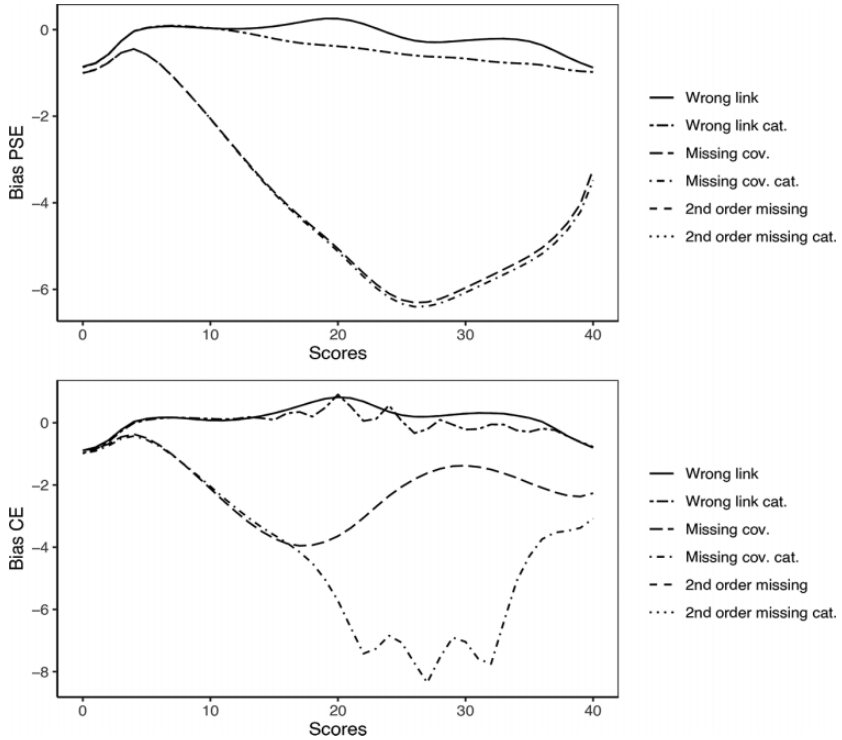 0
−2
−4
−6
Bias PSE
0
10
20
30
40
Scores
Wrong link
Wrong link cat.
Missing cov.
Missing cov. cat.
2nd order missing
2nd order missing cat.
0
−2
−4
−6
−8
Bias CE
0
10
20
30
40
Scores
Wrong link
Wrong link cat.
Missing cov.
Missing cov. cat.
2nd order missing
2nd order missing cat.